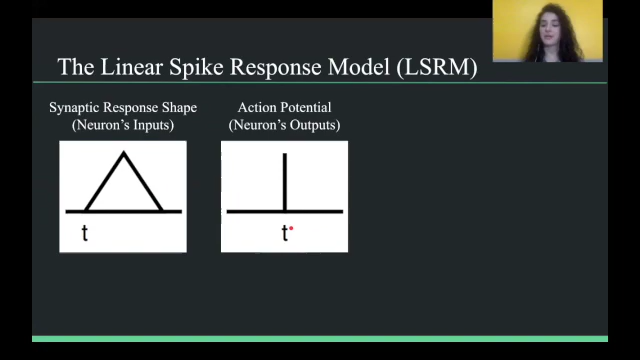 The Linear Spike Response Model (LSRM)
Synaptic Response Shape
(Neuron's Inputs)
Action Potential
(Neuron's Outputs)
t
t